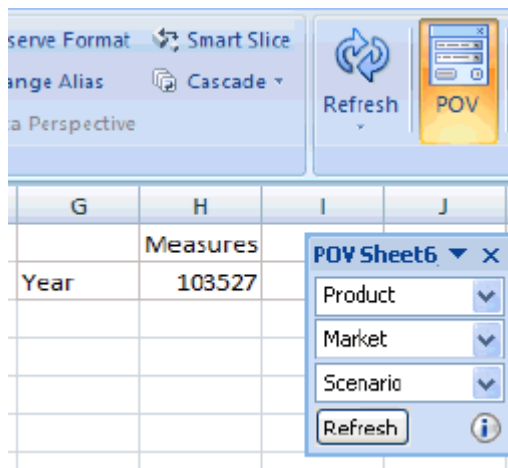 serve Format Smart Slice
ange Alias Cascade
a Perspective
Refresh
POV
G H I J
Measures
Year 103527
POV Sheet6
Product
Market
Scenario
Refresh